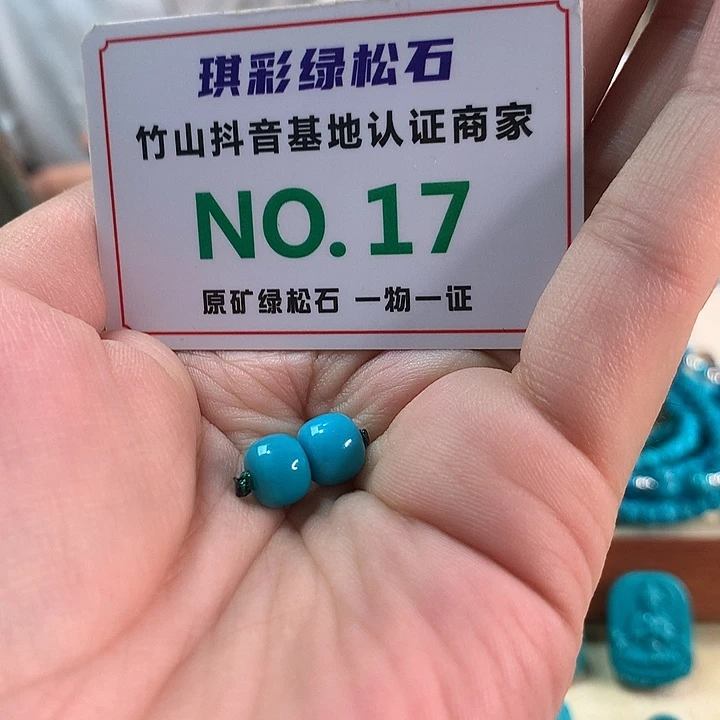 琪彩绿松石
竹山抖音基地认证商家
NO.17
原矿绿松石 一物一证